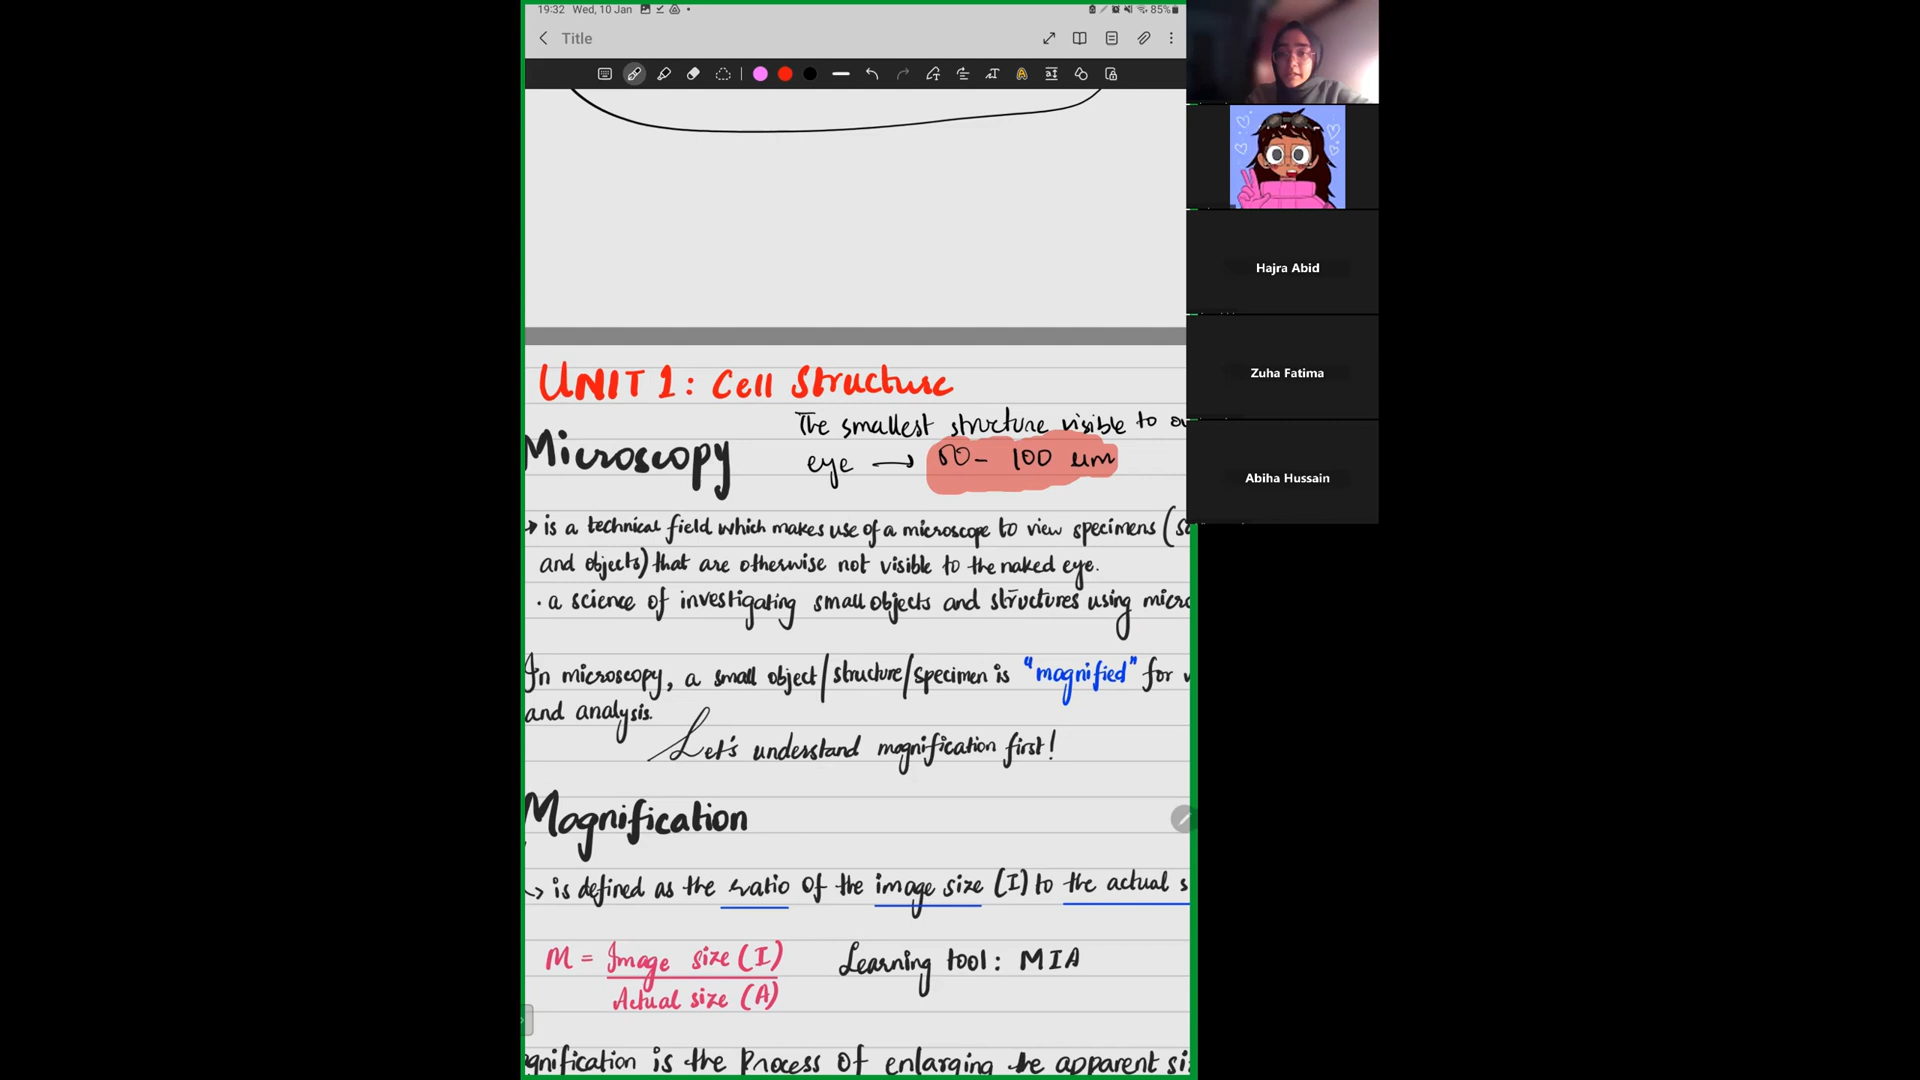 19:32 Wed, 10 Jan
85%
Title
UNIT 1: Cell Structure
The smallest structure visible to
Microscopy
eye → 50- 100 um
→ is a technical field which makes use of a microscope to view specimens (
and objects) that are otherwise not visible to the naked eye.
· a science of investigating small objects and structures using micro
In microscopy, a small object/structure/specimen is "magnified" for
and analysis.
Let's understand magnification first!
Magnification
↳ is defined as the ratio of the image size (I) to the actual s
M = Image size (I)
Actual size (A)
Learning tool: MIA
gnification is the process of enlarging the apparent si
Hajra Abid
Zuha Fatima
Abiha Hussain